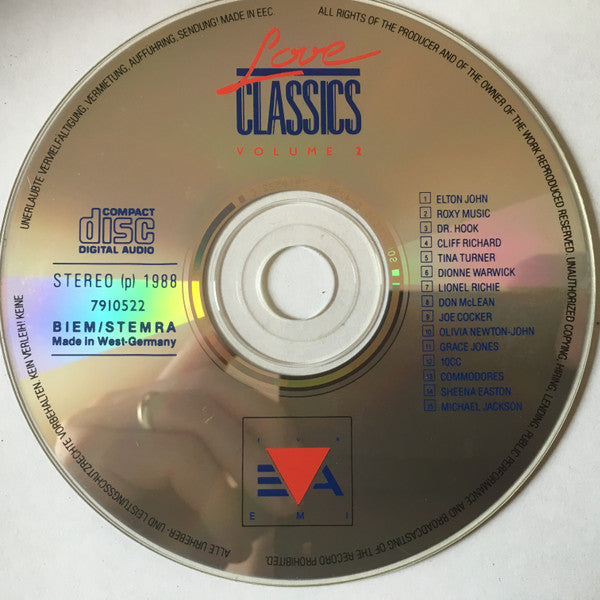 UNERLAUBTE VERVIELFÄLTIGUNG, VERMIETUNG, AUFFÜHRUNG, SENDUNG! MADE IN EEC.
ALL RIGHTS OF THE PRODUCER AND OF THE OWNER OF THE WORK REPRODUCED RESERVED. UNAUTHORIZED COPYING, HIRING, LENDING, PUBLIC PERFORMANCE AND BROADCASTING OF THE RECORD PROHIBITED.
Love
CLASSICS
VOLUME 2
COMPACT
disc
DIGITAL AUDIO
STEREO (p) 1988
7910522
BIEM/STEMRA
Made in West-Germany
1 ELTON JOHN
2 ROXY MUSIC
3 DR. HOOK
4 CLIFF RICHARD
5 TINA TURNER
6 DIONNE WARWICK
7 LIONEL RICHIE
8 DON McLEAN
9 JOE COCKER
10 OLIVIA NEWTON-JOHN
11 GRACE JONES
12 10CC
13 COMMODORES
14 SHEENA EASTON
15 MICHAEL JACKSON
EVA
EMI
ALLE URHEBER- UND LEISTUNGSSCHUTZRECHTE VORBEHALTEN. KEIN VERLEIH! KEINE